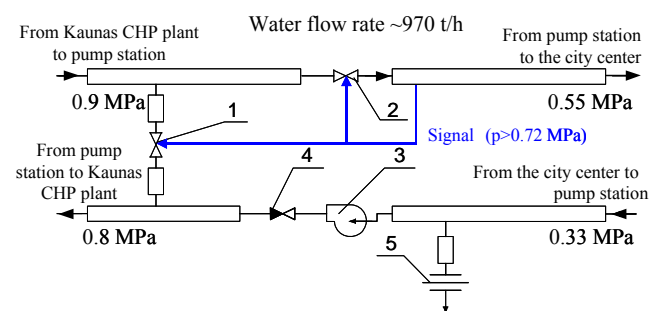 From Kaunas CHP plant
to pump station
Water flow rate ~970 t/h
From pump station
to the city center
0.9 MPa
1
2
0.55 MPa
Signal (p>0.72 MPa)
From pump
station to Kaunas
CHP plant
4
3
From the city center to
pump station
0.8 MPa
5
0.33 MPa